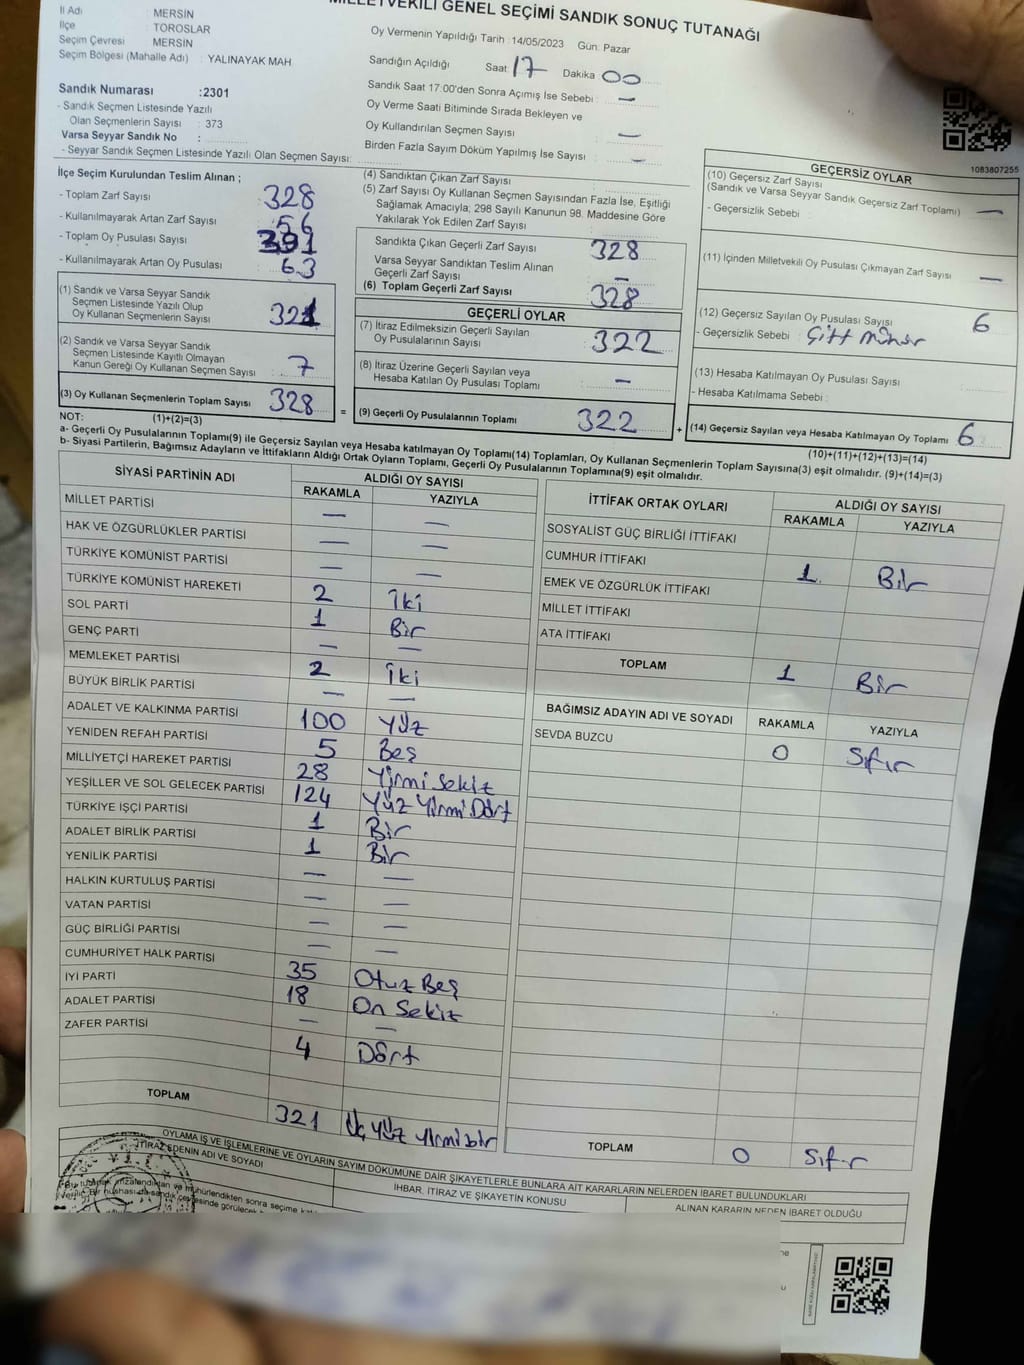 MİLLETVEKİLİ GENEL SEÇİMİ SANDIK SONUÇ TUTANAĞI
İl Adı : MERSİN
İlçe : TOROSLAR
Seçim Çevresi : MERSİN
Seçim Bölgesi (Mahalle Adı) : YALINAYAK MAH
Sandık Numarası :2301
- Sandık Seçmen Listesinde Yazılı
Olan Seçmenlerin Sayısı : 373
Varsa Seyyar Sandık No :
- Seyyar Sandık Seçmen Listesinde Yazılı Olan Seçmen Sayısı:
Oy Vermenin Yapıldığı Tarih :14/05/2023 Gün: Pazar
Sandığın Açıldığı Saat: 17 Dakika : 00
Sandık Saat 17:00'den Sonra Açımış İse Sebebi : —
Oy Verme Saati Bitiminde Sırada Bekleyen ve
Oy Kullandırılan Seçmen Sayısı : —
Birden Fazla Sayım Döküm Yapılmış İse Sayısı : —
İlçe Seçim Kurulundan Teslim Alınan ;
- Toplam Zarf Sayısı : 328
- Kullanılmayarak Artan Zarf Sayısı : 56
- Toplam Oy Pusulası Sayısı : 391
- Kullanılmayarak Artan Oy Pusulası : 63
(1) Sandık ve Varsa Seyyar Sandık
Seçmen Listesinde Yazılı Olup
Oy Kullanan Seçmenlerin Sayısı : 321
(2) Sandık ve Varsa Seyyar Sandık
Seçmen Listesinde Kayıtlı Olmayan
Kanun Gereği Oy Kullanan Seçmen Sayısı : 7
(3) Oy Kullanan Seçmenlerin Toplam Sayısı 328
(4) Sandıktan Çıkan Zarf Sayısı :
(5) Zarf Sayısı Oy Kullanan Seçmen Sayısından Fazla İse, Eşitliği
Sağlamak Amacıyla; 298 Sayılı Kanunun 98. Maddesine Göre
Yakılarak Yok Edilen Zarf Sayısı :
Sandıkta Çıkan Geçerli Zarf Sayısı : 328
Varsa Seyyar Sandıktan Teslim Alınan
Geçerli Zarf Sayısı : —
(6) Toplam Geçerli Zarf Sayısı : 328
GEÇERLİ OYLAR
(7) İtiraz Edilmeksizin Geçerli Sayılan
Oy Pusulalarının Sayısı : 322
(8) İtiraz Üzerine Geçerli Sayılan veya
Hesaba Katılan Oy Pusulası Toplamı : —
= (9) Geçerli Oy Pusulalarının Toplamı 322
1083807255
GEÇERSİZ OYLAR
(10) Geçersiz Zarf Sayısı
(Sandık ve Varsa Seyyar Sandık Geçersiz Zarf Toplamı) : —
- Geçersizlik Sebebi :
(11) İçinden Milletvekili Oy Pusulası Çıkmayan Zarf Sayısı : —
(12) Geçersiz Sayılan Oy Pusulası Sayısı : 6
- Geçersizlik Sebebi : Çift Mühür
(13) Hesaba Katılmayan Oy Pusulası Sayısı :
- Hesaba Katılmama Sebebi :
+ (14) Geçersiz Sayılan veya Hesaba Katılmayan Oy Toplamı 6
NOT: (1)+(2)=(3)
(10)+(11)+(12)+(13)=(14)
a- Geçerli Oy Pusulalarının Toplamı(9) ile Geçersiz Sayılan veya Hesaba katılmayan Oy Toplamı(14) Toplamları, Oy Kullanan Seçmenlerin Toplam Sayısına(3) eşit olmalıdır. (9)+(14)=(3)
b- Siyasi Partilerin, Bağımsız Adayların ve İttifakların Aldığı Ortak Oyların Toplamı, Geçerli Oy Pusulalarının Toplamına(9) eşit olmalıdır.
SİYASİ PARTİNİN ADI ALDIĞI OY SAYISI
RAKAMLA YAZIYLA
MİLLET PARTİSİ — —
HAK VE ÖZGÜRLÜKLER PARTİSİ — —
TÜRKİYE KOMÜNİST PARTİSİ — —
TÜRKİYE KOMÜNİST HAREKETİ 2 İki
SOL PARTİ 1 Bir
GENÇ PARTİ — —
MEMLEKET PARTİSİ 2 İki
BÜYÜK BİRLİK PARTİSİ — —
ADALET VE KALKINMA PARTİSİ 100 Yüz
YENİDEN REFAH PARTİSİ 5 Beş
MİLLİYETÇİ HAREKET PARTİSİ 28 Yirmi Sekiz
YEŞİLLER VE SOL GELECEK PARTİSİ 124 Yüz Yirmi Dört
TÜRKİYE İŞÇİ PARTİSİ 1 Bir
ADALET BİRLİK PARTİSİ 1 Bir
YENİLİK PARTİSİ — —
HALKIN KURTULUŞ PARTİSİ — —
VATAN PARTİSİ — —
GÜÇ BİRLİĞİ PARTİSİ — —
CUMHURİYET HALK PARTİSİ 35 Otuz Beş
İYİ PARTİ 18 On Sekiz
ADALET PARTİSİ — —
ZAFER PARTİSİ 4 Dört
TOPLAM 321 Üç Yüz Yirmi bir
İTTİFAK ORTAK OYLARI ALDIĞI OY SAYISI
RAKAMLA YAZIYLA
SOSYALİST GÜÇ BİRLİĞİ İTTİFAKI
CUMHUR İTTİFAKI 1 Bir
EMEK VE ÖZGÜRLÜK İTTİFAKI
MİLLET İTTİFAKI
ATA İTTİFAKI
TOPLAM 1 Bir
BAĞIMSIZ ADAYIN ADI VE SOYADI RAKAMLA YAZIYLA
SEVDA BUZCU 0 Sıfır
TOPLAM 0 Sıfır
OYLAMA İŞ VE İŞLEMLERİNE VE OYLARIN SAYIM DÖKÜMÜNE DAİR ŞİKAYETLERLE BUNLARA AİT KARARLARIN NELERDEN İBARET BULUNDUKLARI
İTİRAZ EDENİN ADI VE SOYADI
İHBAR, İTİRAZ VE ŞİKAYETİN KONUSU
ALINAN KARARIN NEDEN İBARET OLDUĞU